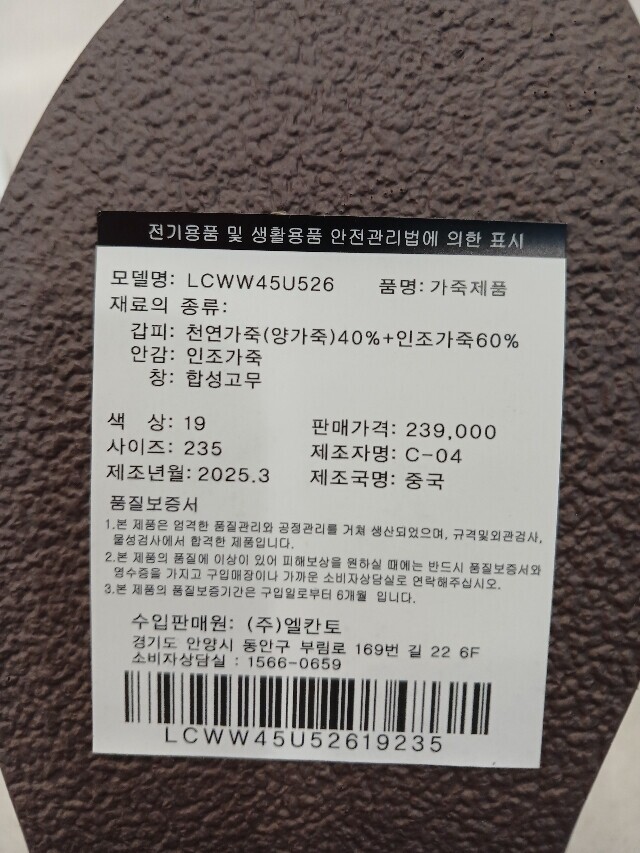 전기용품 및 생활용품 안전관리법에 의한 표시
모델명: LCWW45U526 품명: 가죽제품
재료의 종류:
갑피: 천연가죽(양가죽)40%+인조가죽60%
안감: 인조가죽
창: 합성고무
색 상: 19 판매가격: 239,000
사이즈: 235 제조자명: C-04
제조년월: 2025.3 제조국명: 중국
품질보증서
1.본 제품은 엄격한 품질관리와 공정관리를 거쳐 생산되었으며, 규격및외관검사,
물성검사에서 합격한 제품입니다.
2.본 제품의 품질에 이상이 있어 피해보상을 원하실 때에는 반드시 품질보증서와
영수증을 가지고 구입매장이나 가까운 소비자상담실로 연락해주십시오.
3.본 제품의 품질보증기간은 구입일로부터 6개월 입니다.
수입판매원: (주)엘칸토
경기도 안양시 동안구 부림로 169번 길 22 6F
소비자상담실 : 1566-0659
LCWW45U52619235